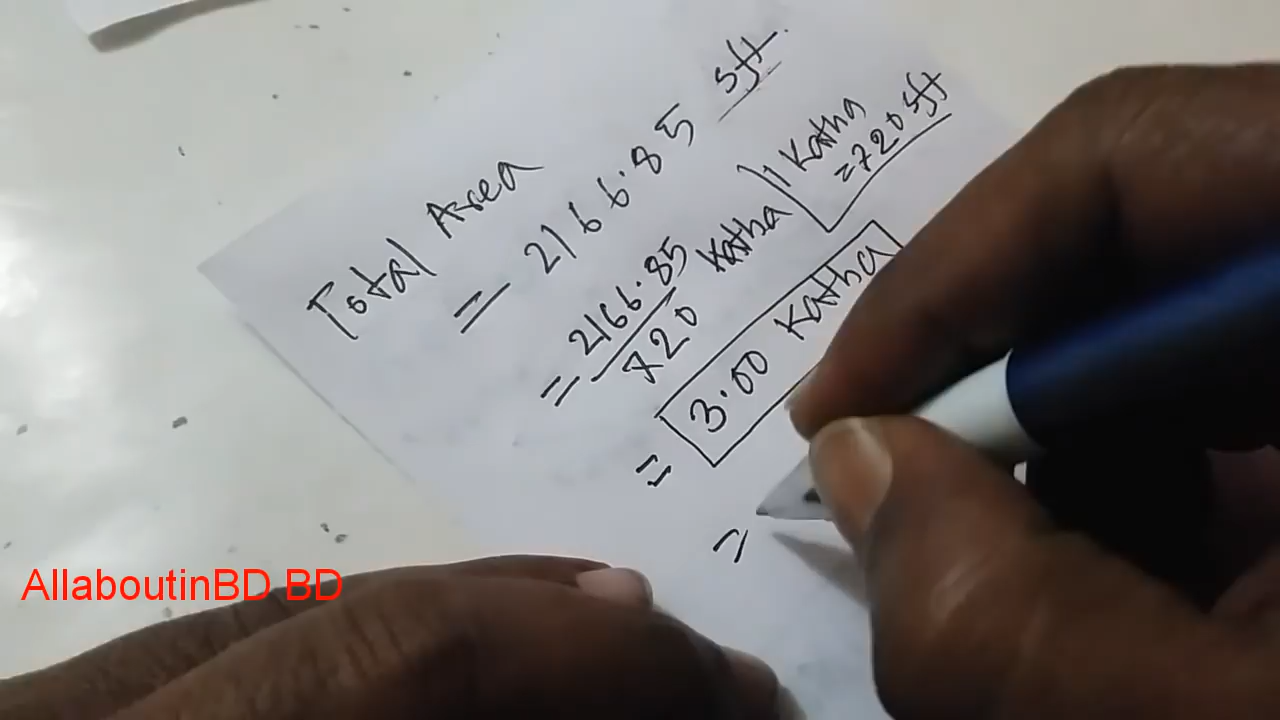 Total Area
= 2166.85 sft.
= 2166.85 / 720 Katha
1 Katha
= 720 sft
= 3.00 Katha
=
AllaboutinBD BD